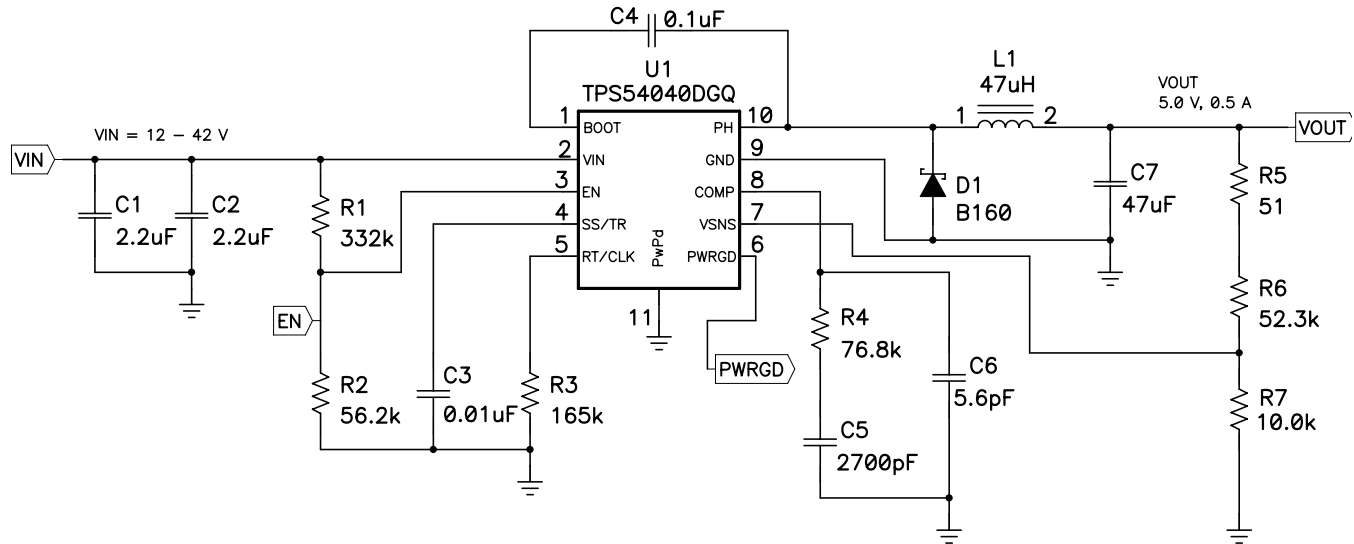 C4 0.1uF
U1
TPS54040DGQ
L1
47uH
VOUT
5.0 V, 0.5 A
VIN = 12 – 42 V
VIN
VOUT
1 BOOT
2 VIN
3 EN
4 SS/TR
5 RT/CLK
PwPd
11
PH 10
GND 9
COMP 8
VSNS 7
PWRGD 6
1 2
C1
2.2uF
C2
2.2uF
R1
332k
EN
R2
56.2k
C3
0.01uF
R3
165k
PWRGD
D1
B160
C7
47uF
R5
51
R6
52.3k
R4
76.8k
C6
5.6pF
C5
2700pF
R7
10.0k